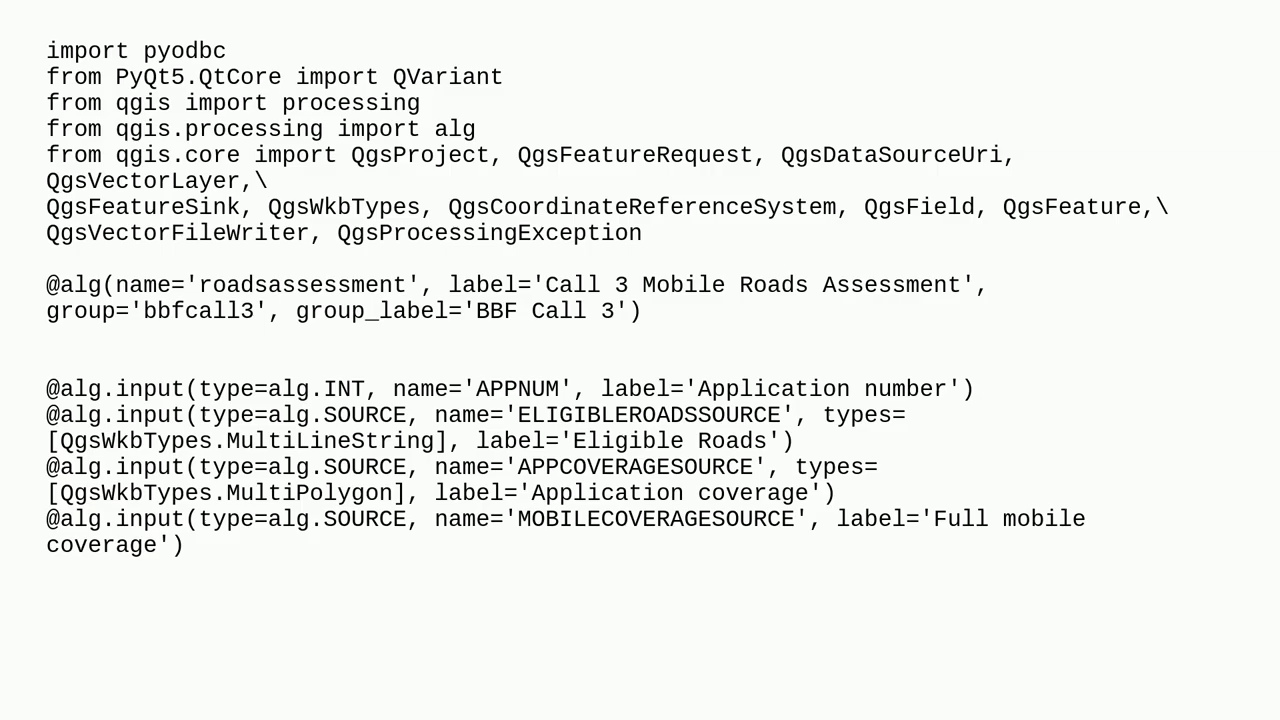 import pyodbc
from PyQt5.QtCore import QVariant
from qgis import processing
from qgis.processing import alg
from qgis.core import QgsProject, QgsFeatureRequest, QgsDataSourceUri,
QgsVectorLayer,\
QgsFeatureSink, QgsWkbTypes, QgsCoordinateReferenceSystem, QgsField, QgsFeature,\
QgsVectorFileWriter, QgsProcessingException
@alg(name='roadsassessment', label='Call 3 Mobile Roads Assessment',
group='bbfcall3', group_label='BBF Call 3')
@alg.input(type=alg.INT, name='APPNUM', label='Application number')
@alg.input(type=alg.SOURCE, name='ELIGIBLEROADSSOURCE', types=
[QgsWkbTypes.MultiLineString], label='Eligible Roads')
@alg.input(type=alg.SOURCE, name='APPCOVERAGESOURCE', types=
[QgsWkbTypes.MultiPolygon], label='Application coverage')
@alg.input(type=alg.SOURCE, name='MOBILECOVERAGESOURCE', label='Full mobile
coverage')